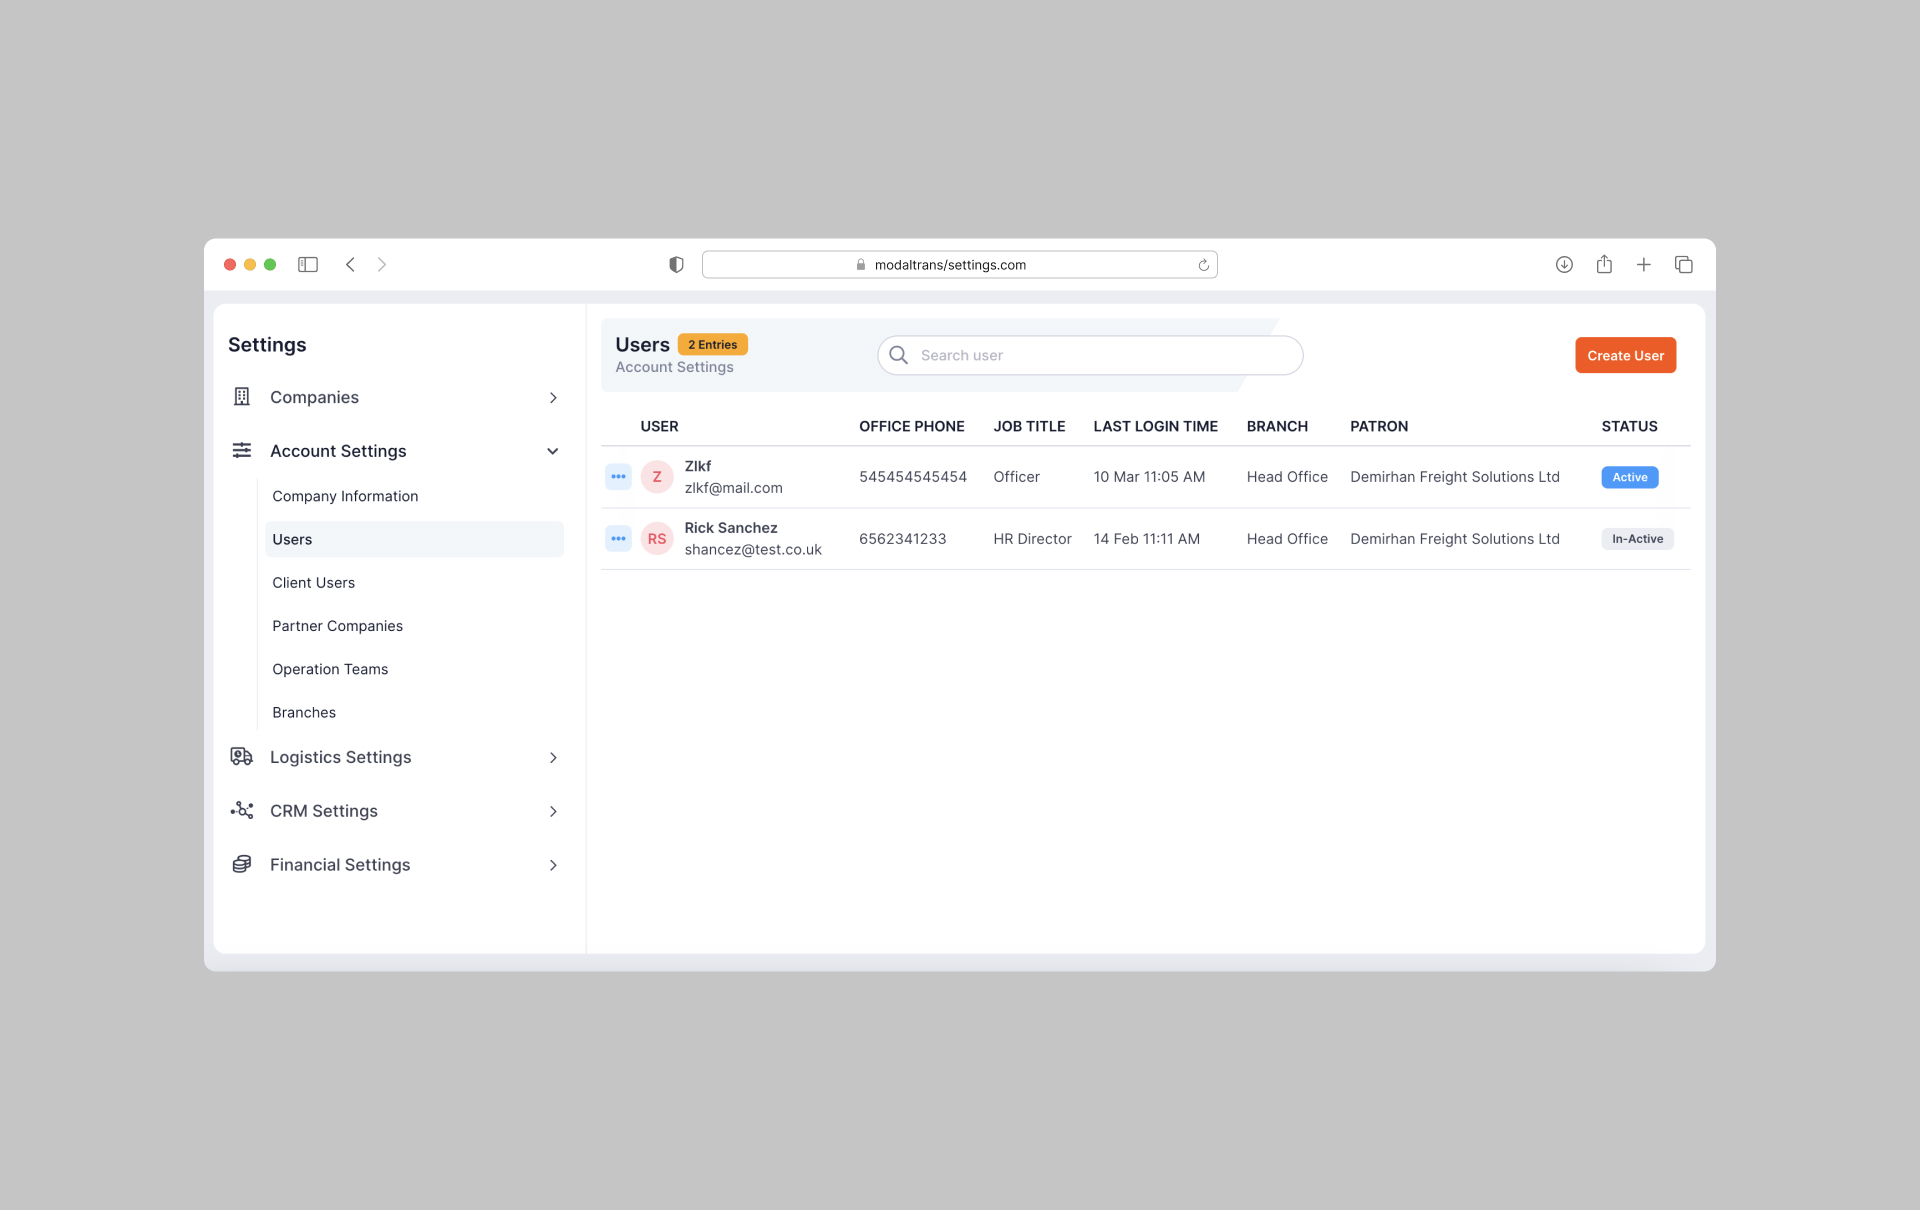 modaltrans/settings.com
Settings
Companies
Account Settings
Company Information
Users
Client Users
Partner Companies
Operation Teams
Branches
Logistics Settings
CRM Settings
Financial Settings
Users 2 Entries
Account Settings
Search user
Create User
USER OFFICE PHONE JOB TITLE LAST LOGIN TIME BRANCH PATRON STATUS
Z Zlkf 545454545454 Officer 10 Mar 11:05 AM Head Office Demirhan Freight Solutions Ltd Active
zlkf@mail.com
RS Rick Sanchez 6562341233 HR Director 14 Feb 11:11 AM Head Office Demirhan Freight Solutions Ltd In-Active
shancez@test.co.uk